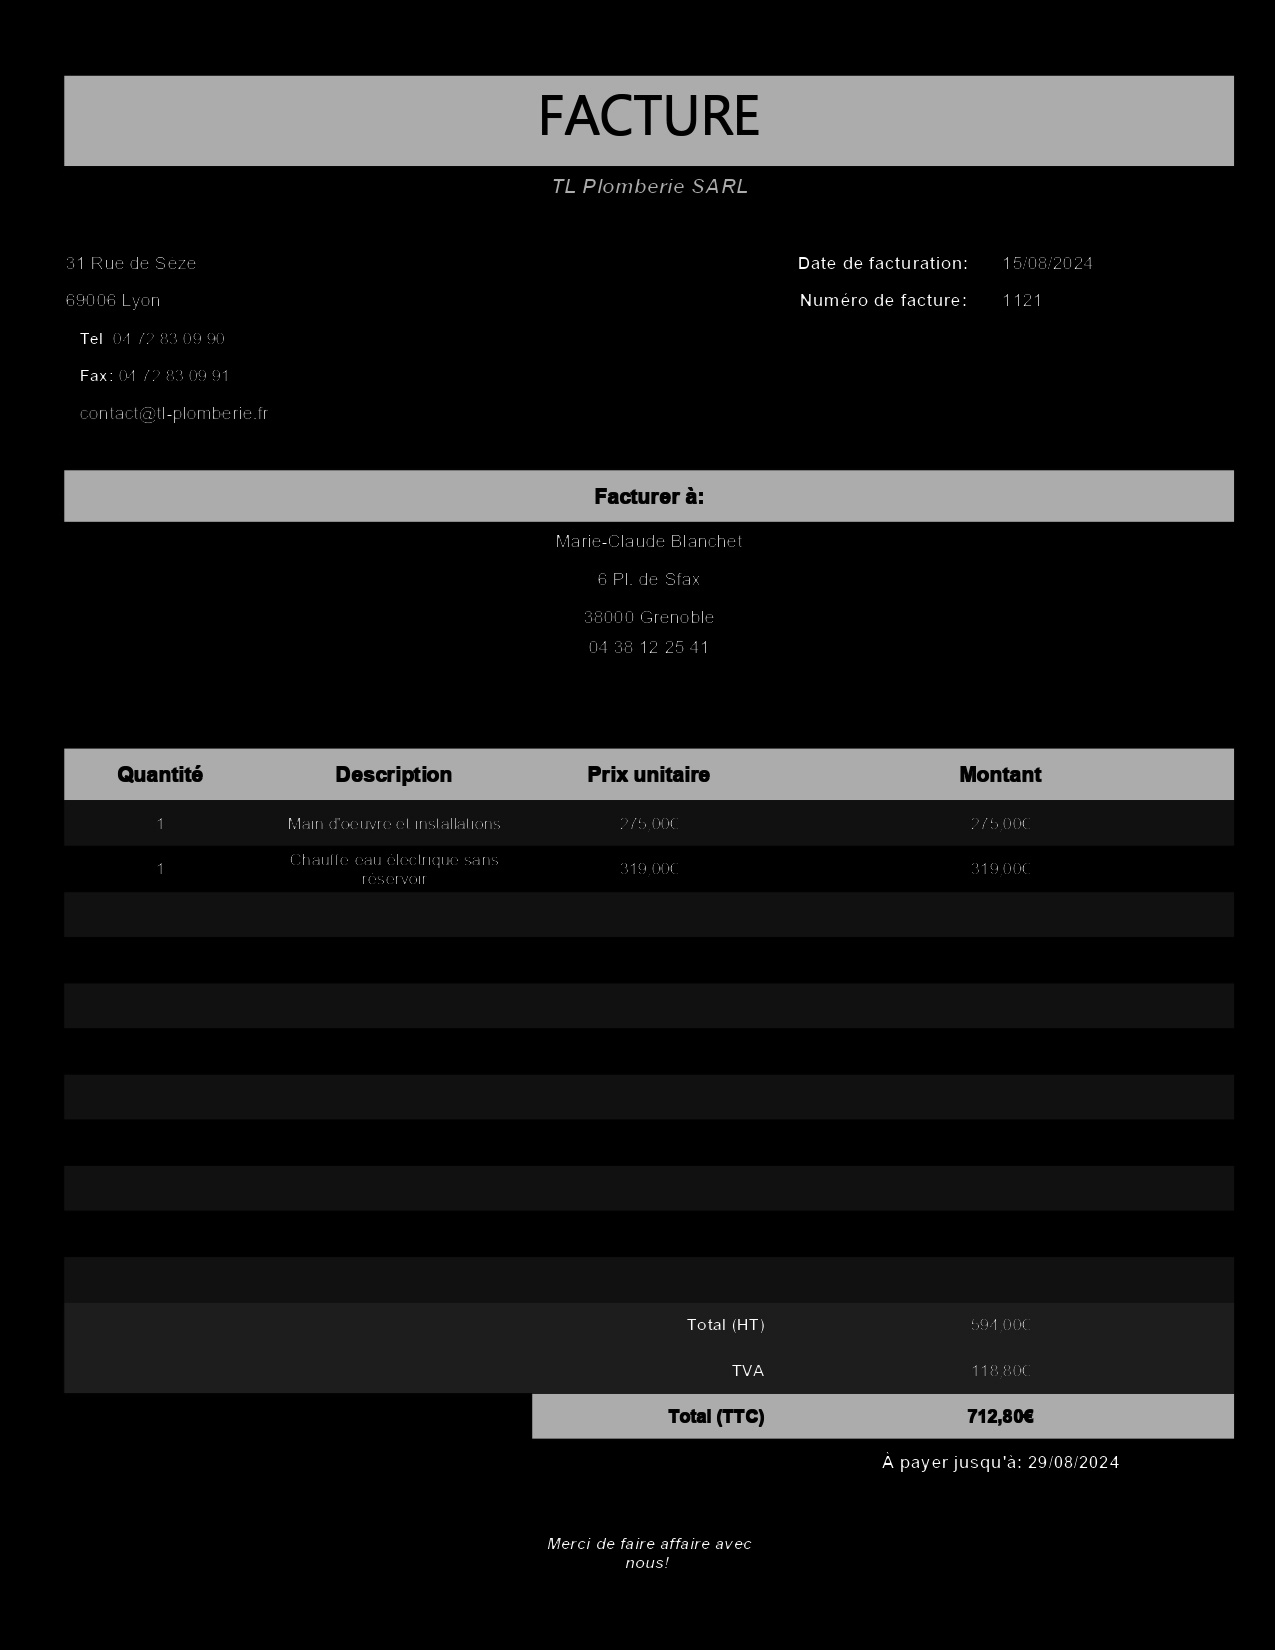 FACTURE
TL Plomberie SARL
31 Rue de Sèze
Date de facturation: 15/08/2024
69006 Lyon
Numéro de facture: 1121
Tel 04 72 83 09 90
Fax: 04 72 83 09 91
contact@tl-plomberie.fr
Facturer à:
Marie-Claude Blanchet
6 Pl. de Sfax
38000 Grenoble
04 38 12 25 41
Quantité Description Prix unitaire Montant
1 Main d'oeuvre et installations 275,00€ 275,00€
1 Chauffe-eau électrique sans réservoir 319,00€ 319,00€
Total (HT) 594,00€
TVA 118,80€
Total (TTC) 712,80€
À payer jusqu'à: 29/08/2024
Merci de faire affaire avec
nous!